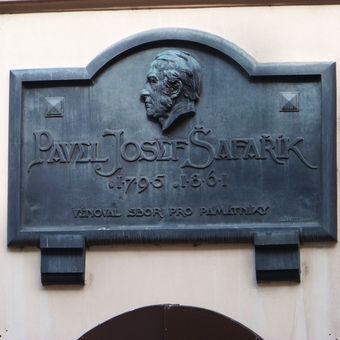 PAVEL JOSEF ŠAFAŘÍK
.1795 .1861
VĚNOVAL SBOR PRO PAMÁTNÍKY